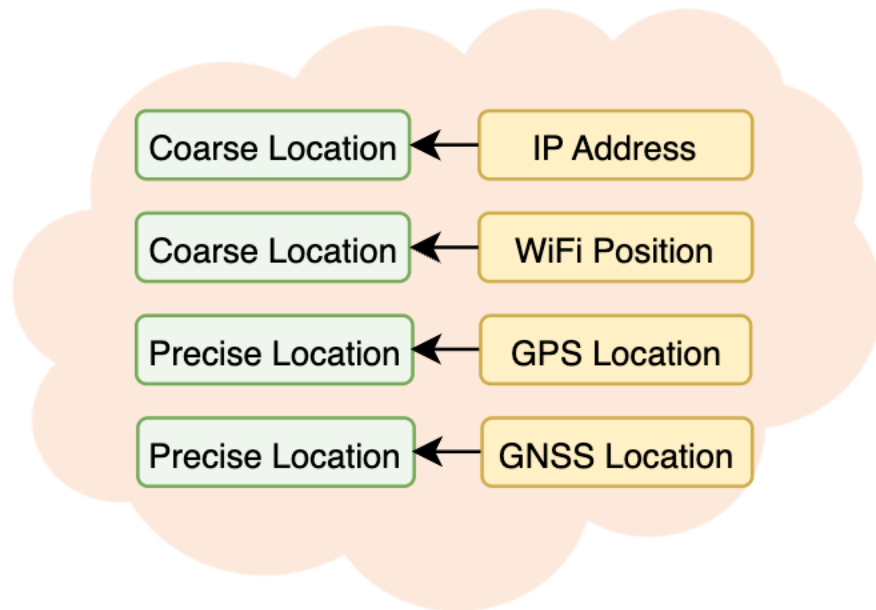 Coarse Location
IP Address
Coarse Location
WiFi Position
Precise Location
GPS Location
Precise Location
GNSS Location